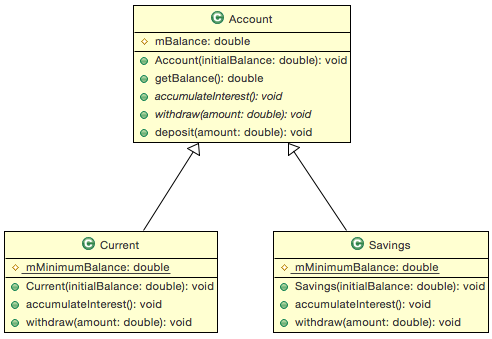 C Account
mBalance: double
Account(initialBalance: double): void
getBalance(): double
accumulateInterest(): void
withdraw(amount: double): void
deposit(amount: double): void
C Current
mMinimumBalance: double
Current(initialBalance: double): void
accumulateInterest(): void
withdraw(amount: double): void
C Savings
mMinimumBalance: double
Savings(initialBalance: double): void
accumulateInterest(): void
withdraw(amount: double): void